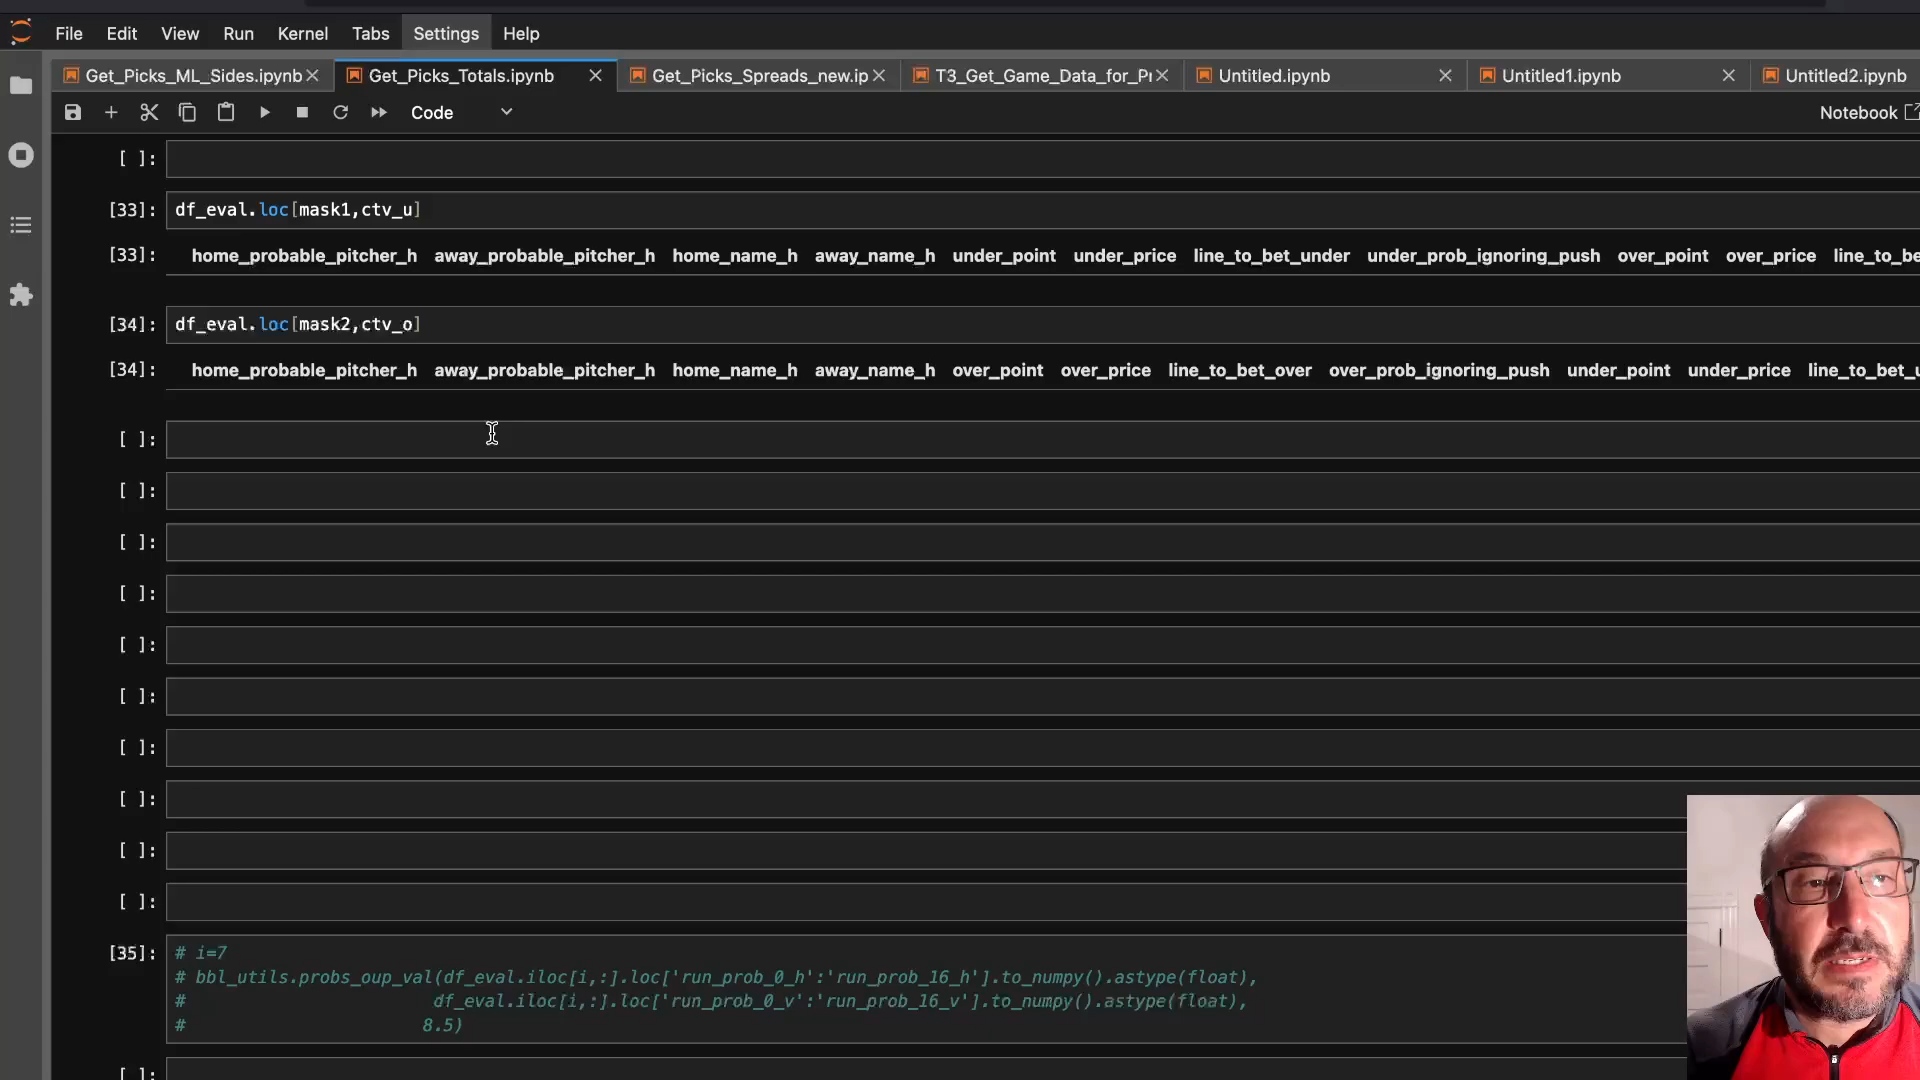 File Edit View Run Kernel Tabs Settings Help
Get_Picks_ML_Sides.ipynb Get_Picks_Totals.ipynb Get_Picks_Spreads_new.ip T3_Get_Game_Data_for_Pr Untitled.ipynb Untitled1.ipynb Untitled2.ipynb
Code Notebook
[ ]:
[33]: df_eval.loc[mask1,ctv_u]
[33]: home_probable_pitcher_h away_probable_pitcher_h home_name_h away_name_h under_point under_price line_to_bet_under under_prob_ignoring_push over_point over_price line_to_be
[34]: df_eval.loc[mask2,ctv_o]
[34]: home_probable_pitcher_h away_probable_pitcher_h home_name_h away_name_h over_point over_price line_to_bet_over over_prob_ignoring_push under_point under_price line_to_bet_u
[ ]:
[ ]:
[ ]:
[ ]:
[ ]:
[ ]:
[ ]:
[ ]:
[ ]:
[ ]:
[35]: # i=7
# bbl_utils.probs_oup_val(df_eval.iloc[i,:].loc['run_prob_0_h':'run_prob_16_h'].to_numpy().astype(float),
# df_eval.iloc[i,:].loc['run_prob_0_v':'run_prob_16_v'].to_numpy().astype(float),
# 8.5)
[ ]: